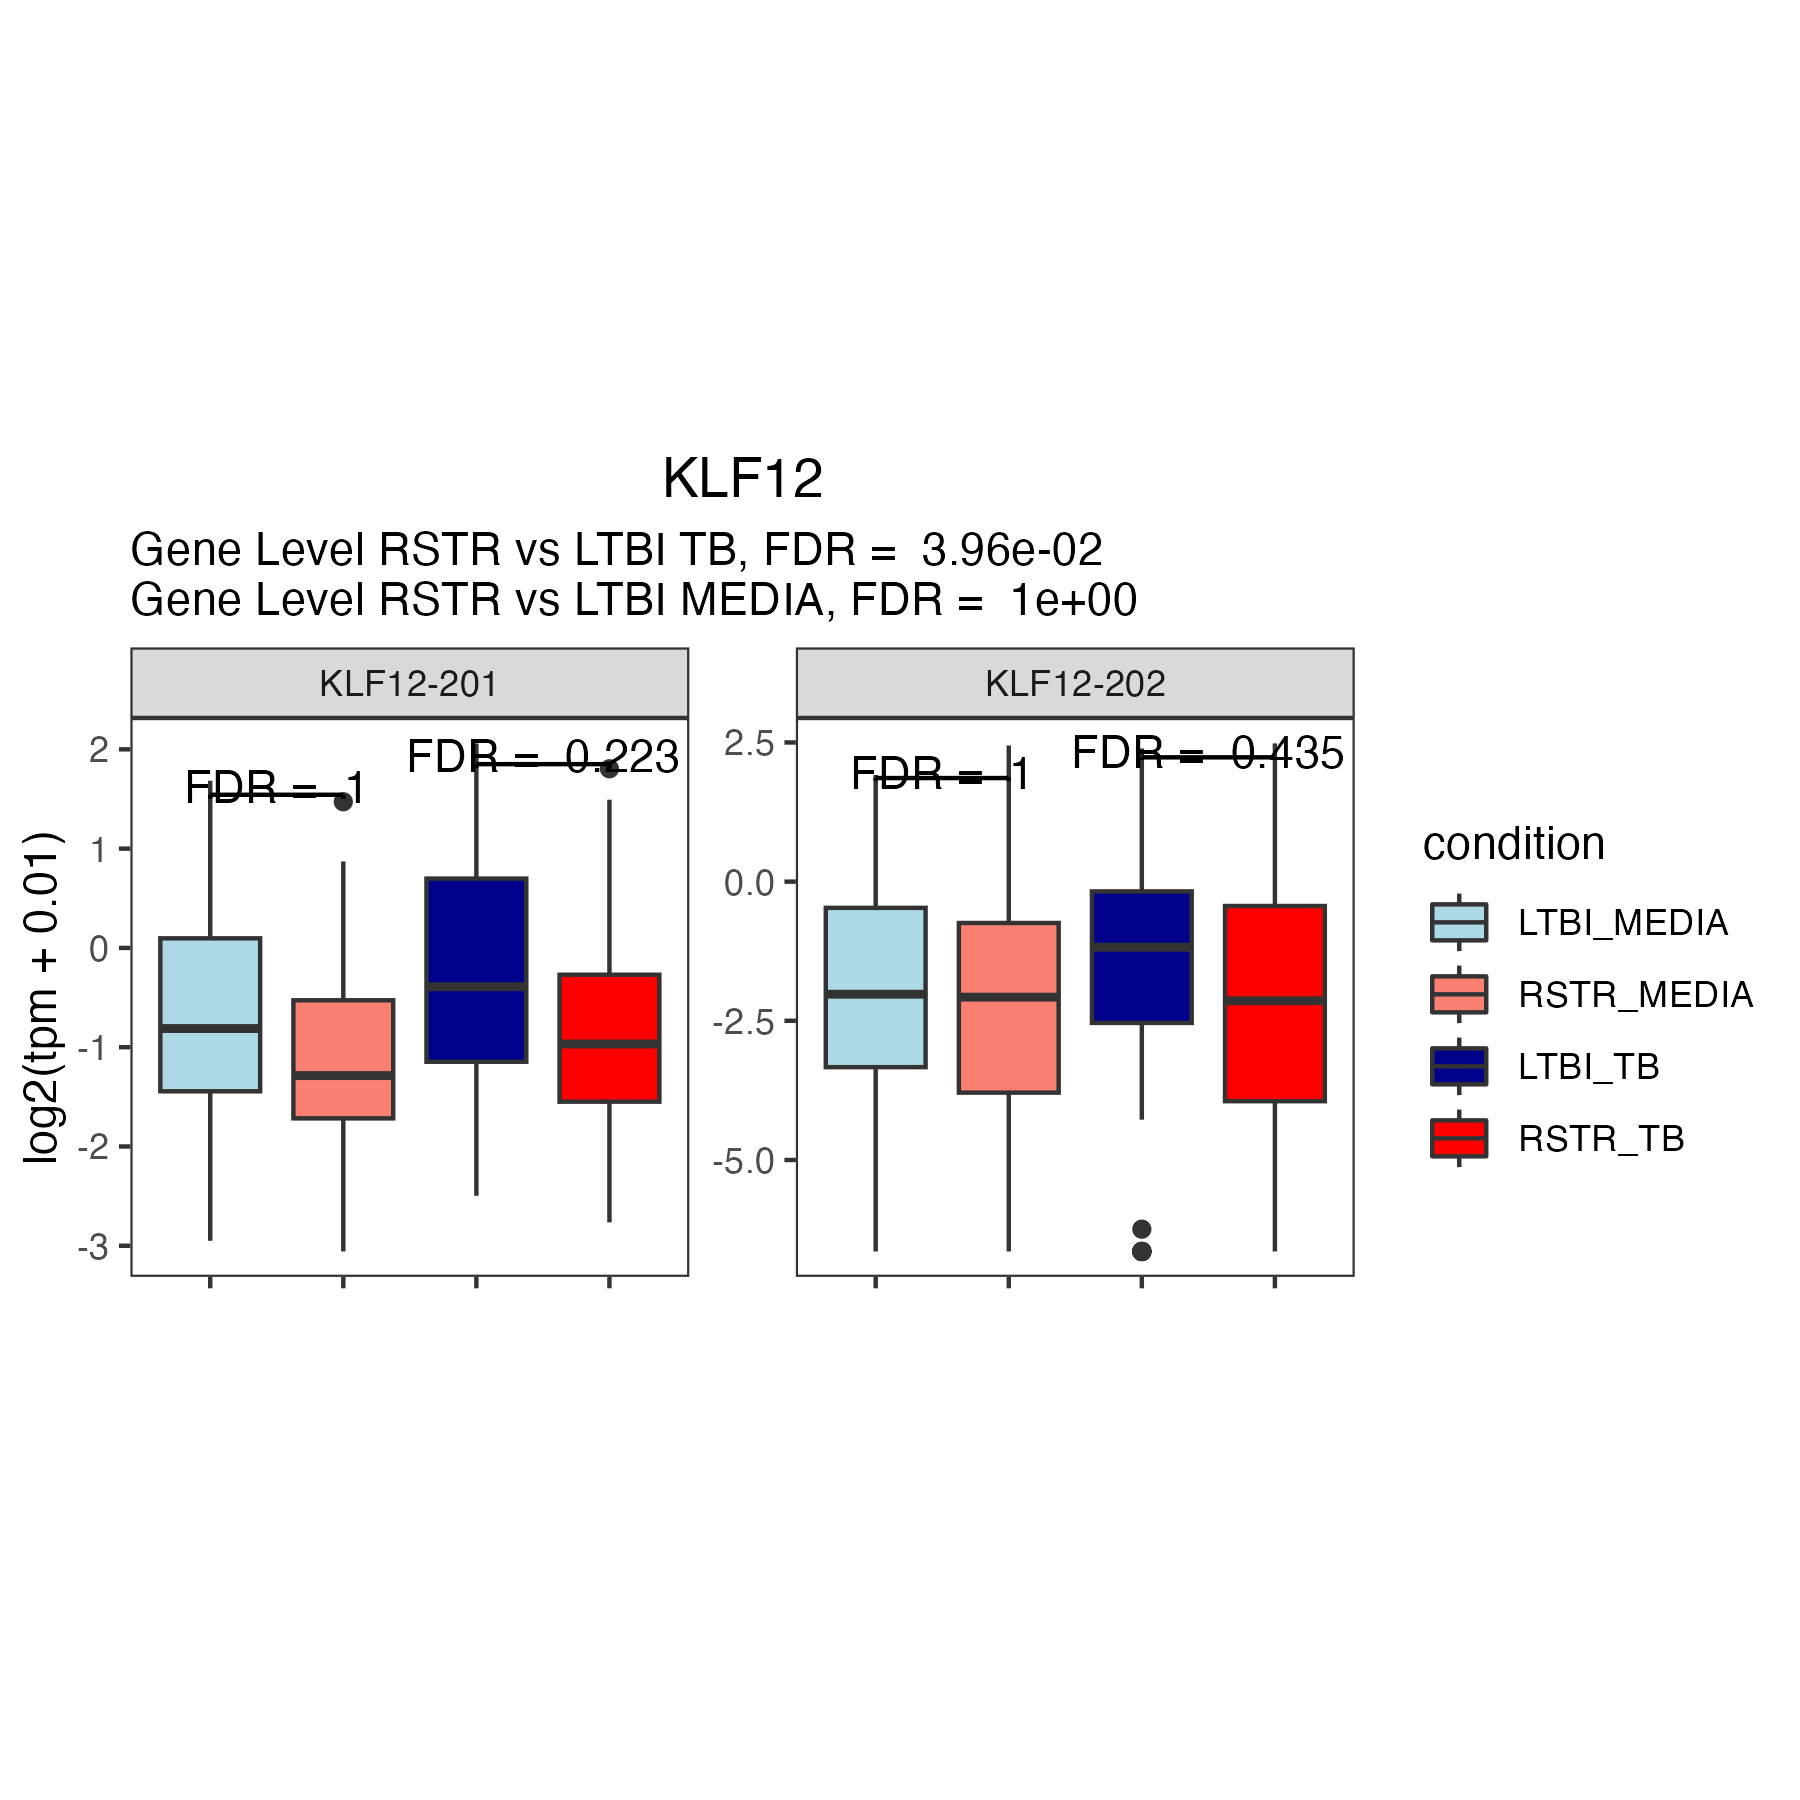 KLF12
Gene Level RSTR vs LTBI TB, FDR = 3.96e-02
Gene Level RSTR vs LTBI MEDIA, FDR = 1e+00
KLF12-201
KLF12-202
FDR = 1
FDR = 0.223
FDR = 1
FDR = 0.435
2
1
0
-1
-2
-3
2.5
0.0
-2.5
-5.0
log2(tpm + 0.01)
condition
LTBI_MEDIA
RSTR_MEDIA
LTBI_TB
RSTR_TB